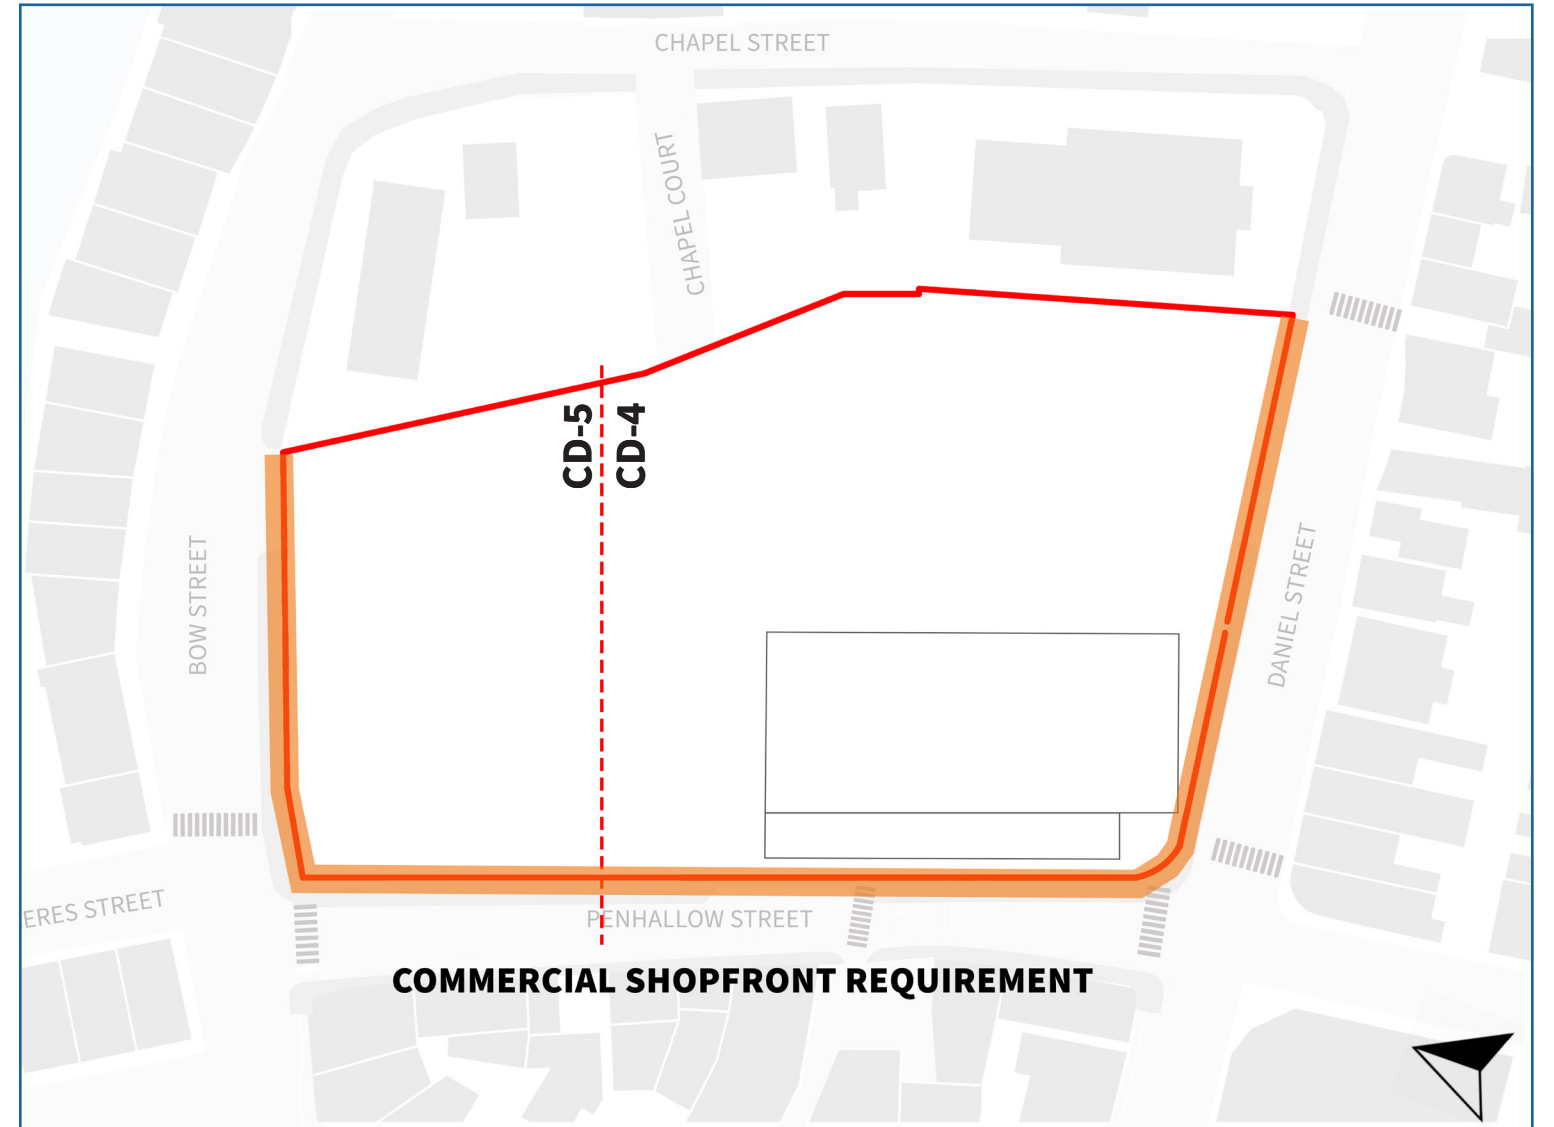 CHAPEL STREET
CHAPEL COURT
CD-5
CD-4
BOW STREET
DANIEL STREET
ERES STREET
PENHALLOW STREET
COMMERCIAL SHOPFRONT REQUIREMENT